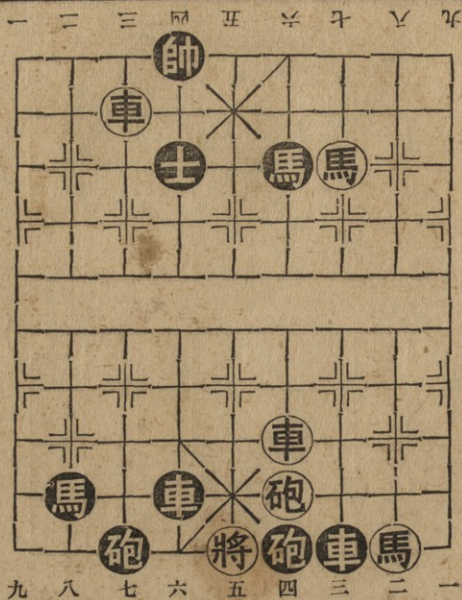 一 二 三 四 五 六 七 八 九
帥
車
士 馬 馬
車
馬 車 砲
砲 將 砲 車 馬
九 八 七 六 五 四 三 二 一